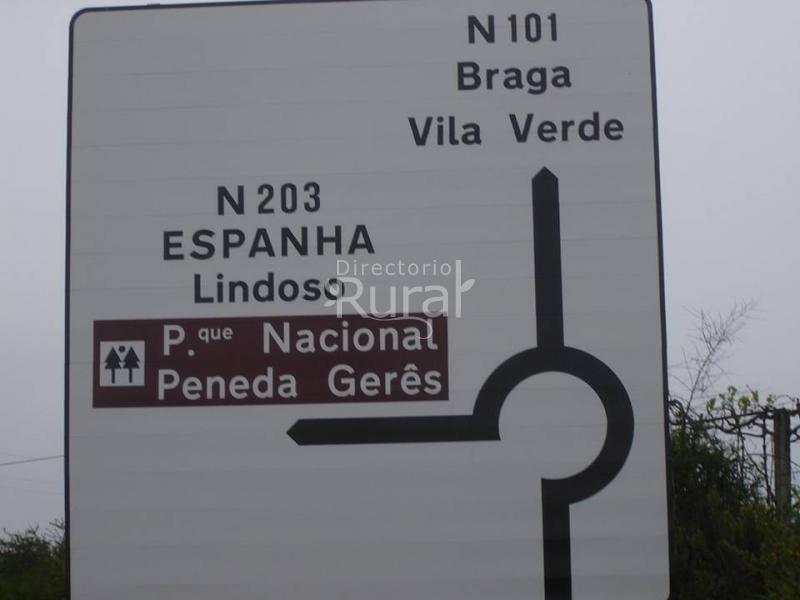 N 101
Braga
Vila Verde
N 203
ESPANHA
Lindoso
P.que Nacional
Peneda Gerês
Directorio
Rural